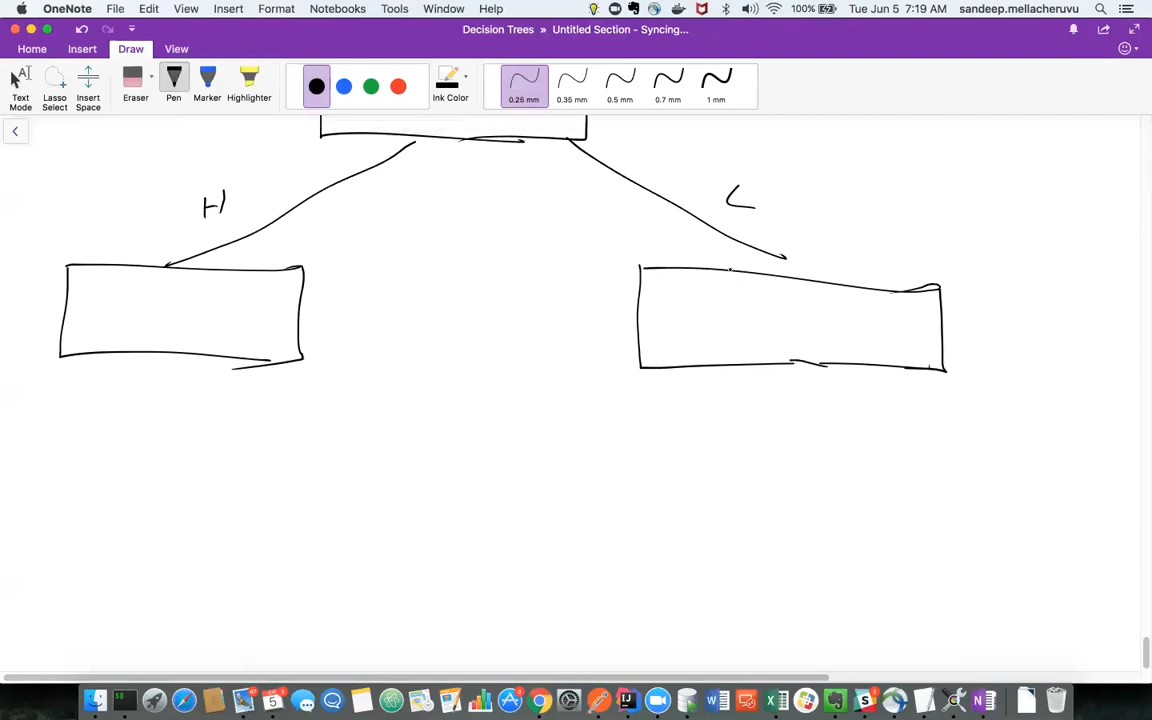 OneNote File Edit View Insert Format Notebooks Tools Window Help 100% Tue Jun 5 7:19 AM sandeep.mellacheruvu
Decision Trees » Untitled Section - Syncing...
Home Insert Draw View
Text Mode Lasso Select Insert Space Eraser Pen Marker Highlighter Ink Color 0.25 mm 0.35 mm 0.5 mm 0.7 mm 1 mm
H C